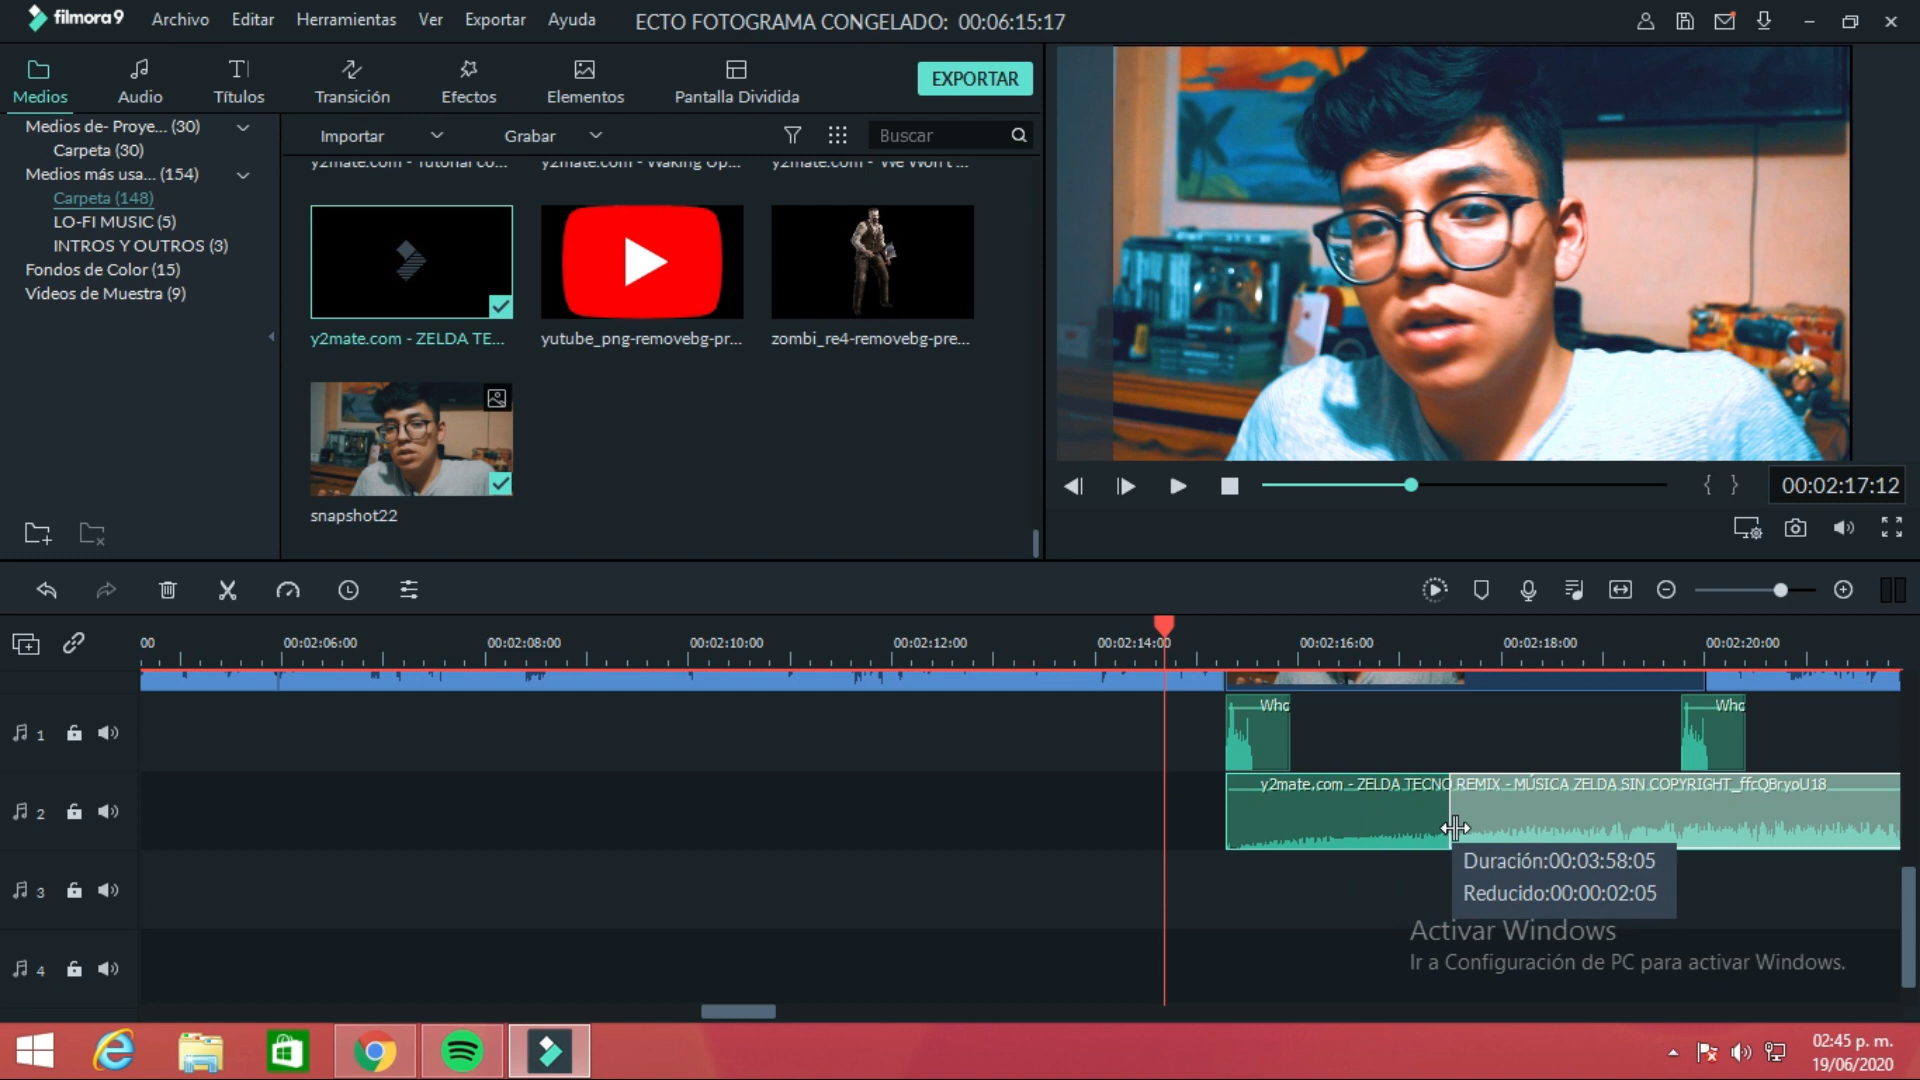 filmora9 Archivo Editar Herramientas Ver Exportar Ayuda ECTO FOTOGRAMA CONGELADO: 00:06:15:17
Medios Audio Títulos Transición Efectos Elementos Pantalla Dividida EXPORTAR
Importar Grabar Buscar
Medios de- Proye... (30)
Carpeta (30)
Medios más usa... (154)
Carpeta (148)
LO-FI MUSIC (5)
INTROS Y OUTROS (3)
Fondos de Color (15)
Videos de Muestra (9)
y2mate.com - Tutorial co... y2mate.com - Waking Up... y2mate.com - We Won't ...
y2mate.com - ZELDA TE... yutube_png-removebg-pr... zombi_re4-removebg-pre...
snapshot22
{ } 00:02:17:12
00 00:02:06:00 00:02:08:00 00:02:10:00 00:02:12:00 00:02:14:00 00:02:16:00 00:02:18:00 00:02:20:00
1 Who Who
2 y2mate.com - ZELDA TECNO REMIX - MÚSICA ZELDA SIN COPYRIGHT_ffcQBryoU18
Duración:00:03:58:05
3 Reducido:00:00:02:05
Activar Windows
4 Ir a Configuración de PC para activar Windows.
02:45 p. m.
19/06/2020